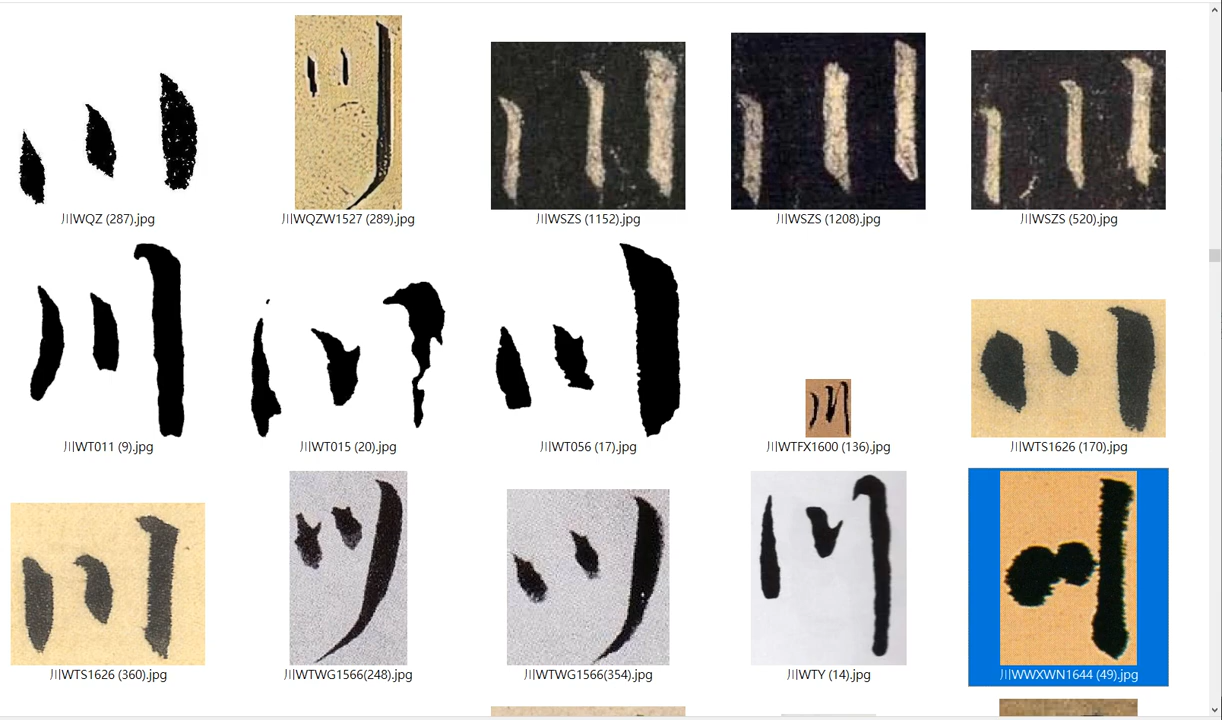 川 川 川 川 川
川WQZ (287).jpg 川WQZW1527 (289).jpg 川WSZS (1152).jpg 川WSZS (1208).jpg 川WSZS (520).jpg
川 川 川 川 川
川WT011 (9).jpg 川WT015 (20).jpg 川WT056 (17).jpg 川WTFX1600 (136).jpg 川WTS1626 (170).jpg
川 川 川 川 川
川WTS1626 (360).jpg 川WTWG1566(248).jpg 川WTWG1566(354).jpg 川WTY (14).jpg 川WWXWN1644 (49).jpg